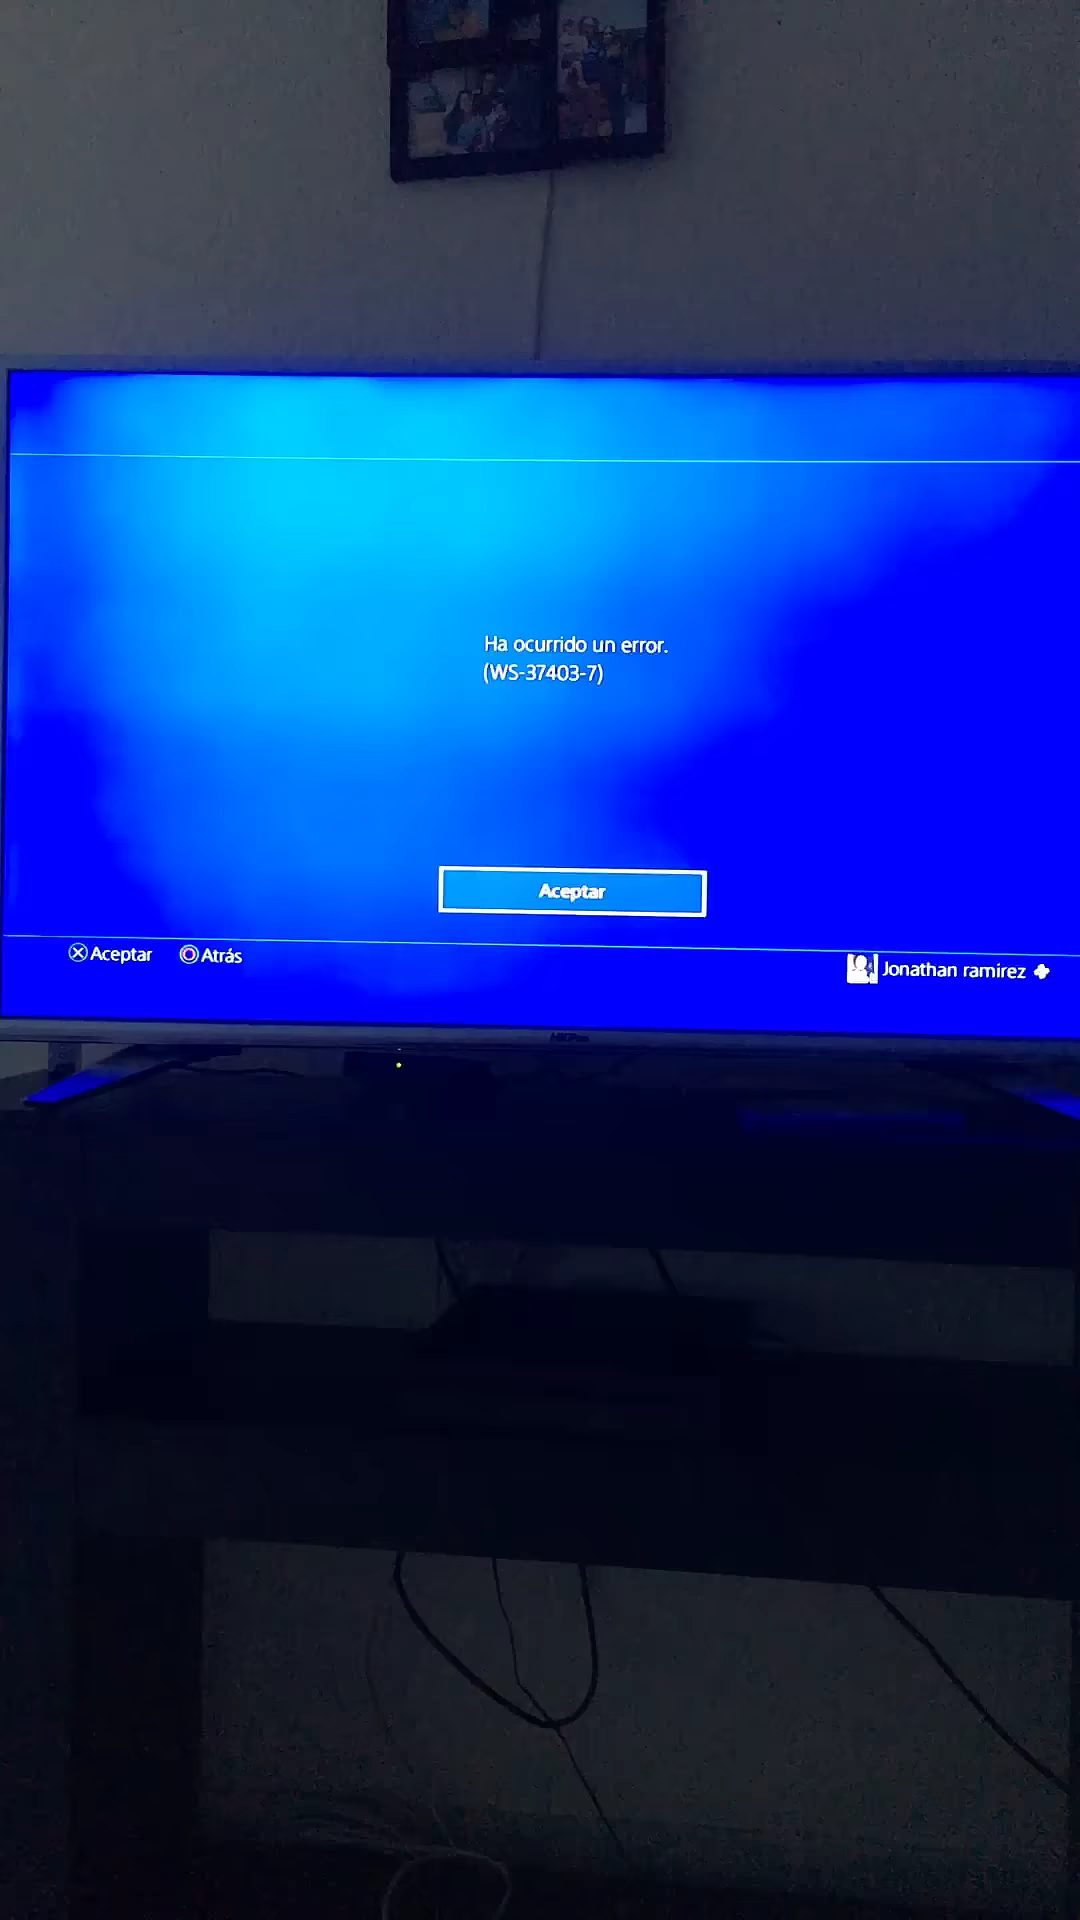 Ha ocurrido un error.
(WS-37403-7)
Aceptar
Aceptar Atrás
Jonathan ramirez